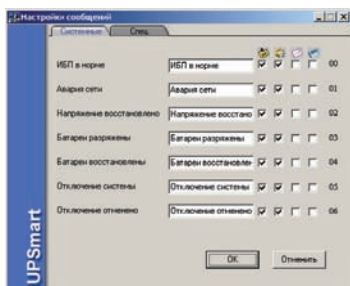 Настройки сообщений
Системные Спец.
ИБП в норме ИБП в норме 00
Авария сети Авария сети 01
Напряжение восстановлено Напряжение восстано 02
Батареи разряжены Батареи разряжены 03
Батареи восстановлены Батареи восстановлен 04
Отключение системы Отключение системы 05
Отключение отменено Отключение отменено 06
UPSmart
OK Отменить